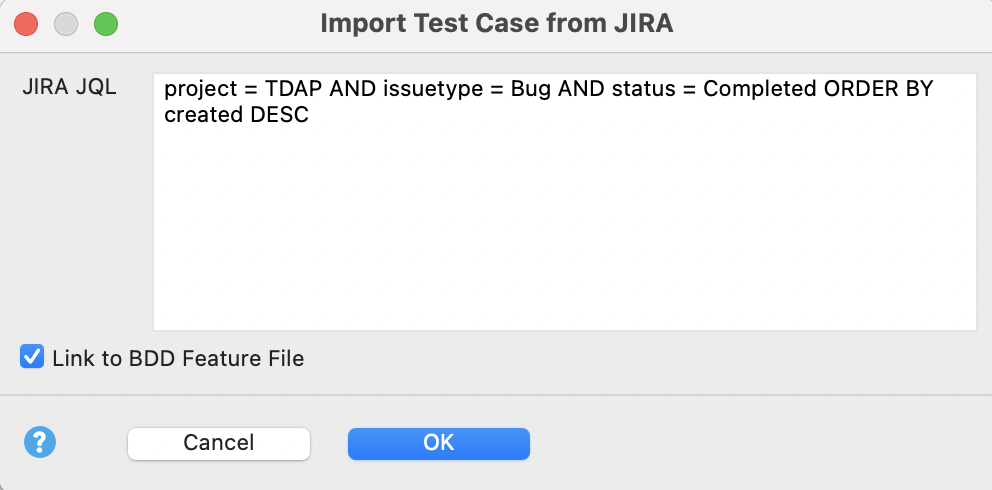 Import Test Case from JIRA
JIRA JQL
project = TDAP AND issuetype = Bug AND status = Completed ORDER BY
created DESC
Link to BDD Feature File
?
Cancel
OK